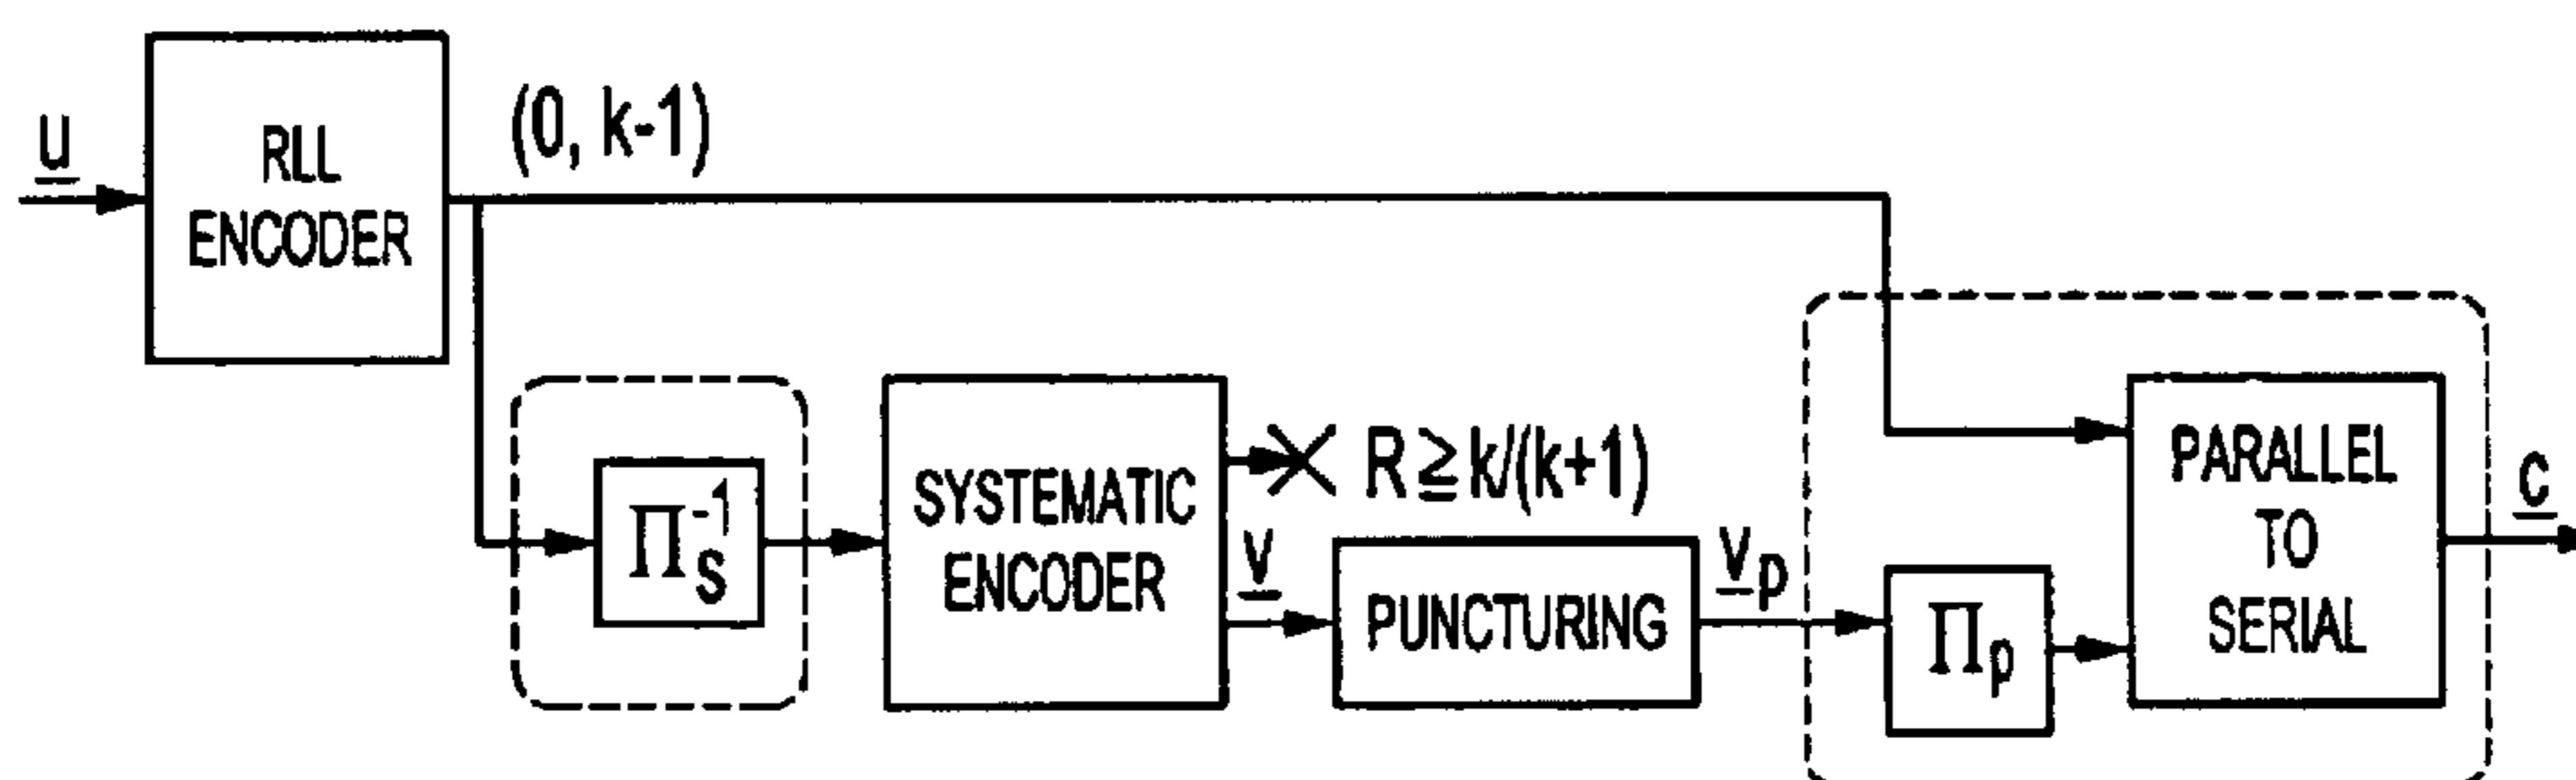 u
RLL
ENCODER
(0, k-1)
Π_S^-1
SYSTEMATIC
ENCODER
R ≧ k/(k+1)
v
PUNCTURING
v_p
Π_p
PARALLEL
TO
SERIAL
c